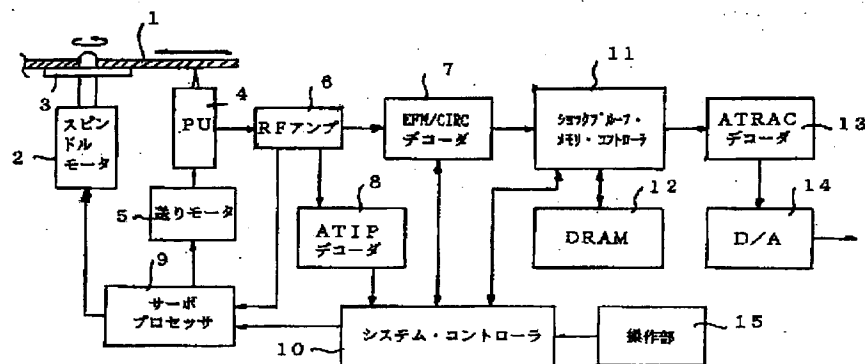 1
11
7
6
3
4
EFM/CIRC
デコーダ
ショックプルーフ・
メモリ・コントローラ
ATRAC
デコーダ
13
2
スピン
ドル
モータ
PU
RFアンプ
8
12
14
5
送りモータ
ATIP
デコーダ
DRAM
D/A
9
サーボ
プロセッサ
10
システム・コントローラ
操作部
15